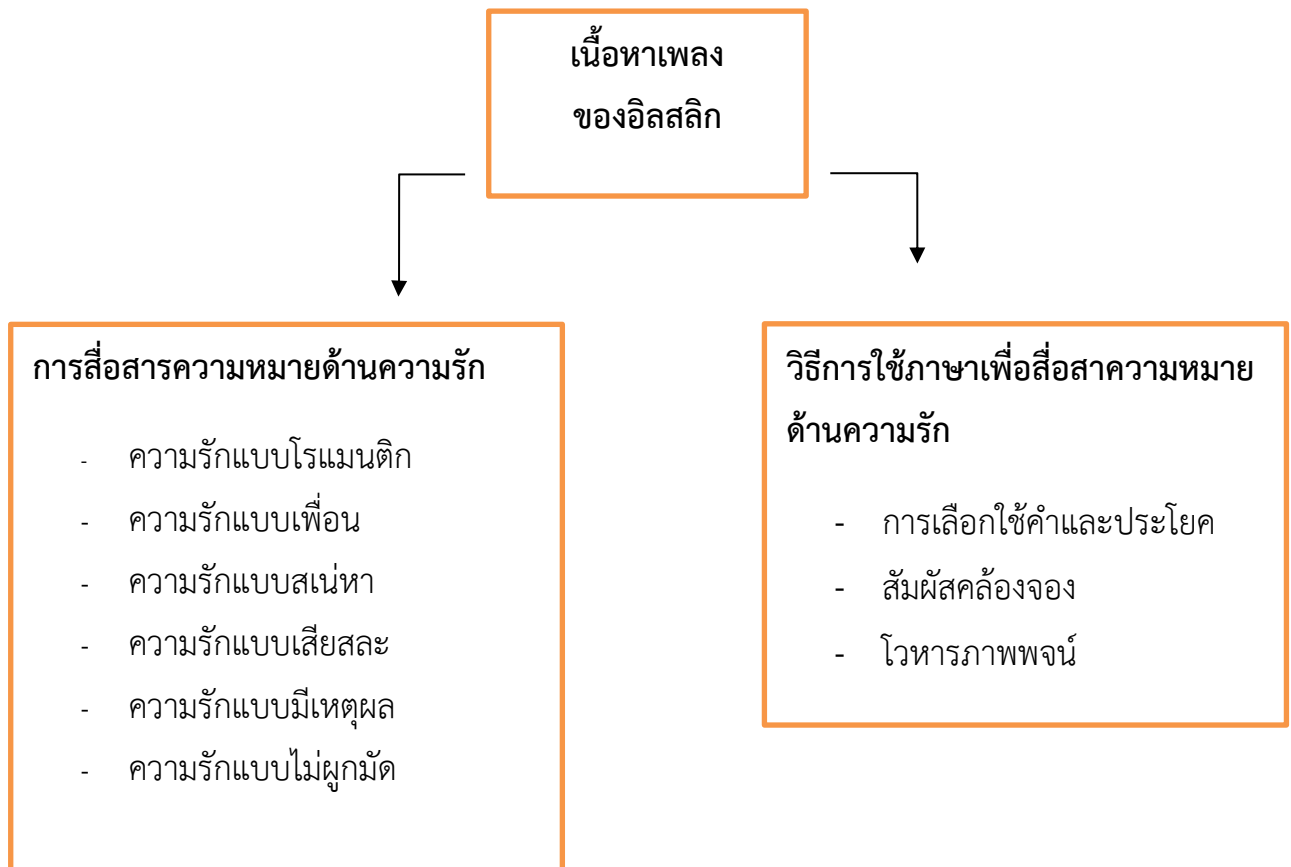 เนื้อหาเพลง
ของอิลสลิก
การสื่อสารความหมายด้านความรัก
- ความรักแบบโรแมนติก
- ความรักแบบเพื่อน
- ความรักแบบสเน่หา
- ความรักแบบเสียสละ
- ความรักแบบมีเหตุผล
- ความรักแบบไม่ผูกมัด
วิธีการใช้ภาษาเพื่อสื่อสาความหมาย
ด้านความรัก
- การเลือกใช้คำและประโยค
- สัมผัสคล้องจอง
- โวหารภาพพจน์